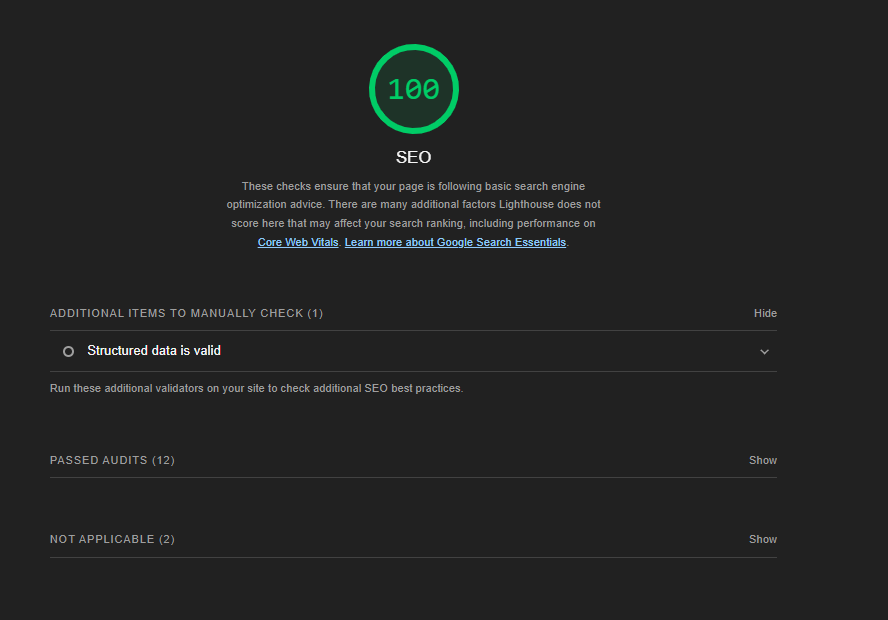 100
SEO
These checks ensure that your page is following basic search engine
optimization advice. There are many additional factors Lighthouse does not
score here that may affect your search ranking, including performance on
Core Web Vitals. Learn more about Google Search Essentials.
ADDITIONAL ITEMS TO MANUALLY CHECK (1) Hide
Structured data is valid
Run these additional validators on your site to check additional SEO best practices.
PASSED AUDITS (12) Show
NOT APPLICABLE (2) Show